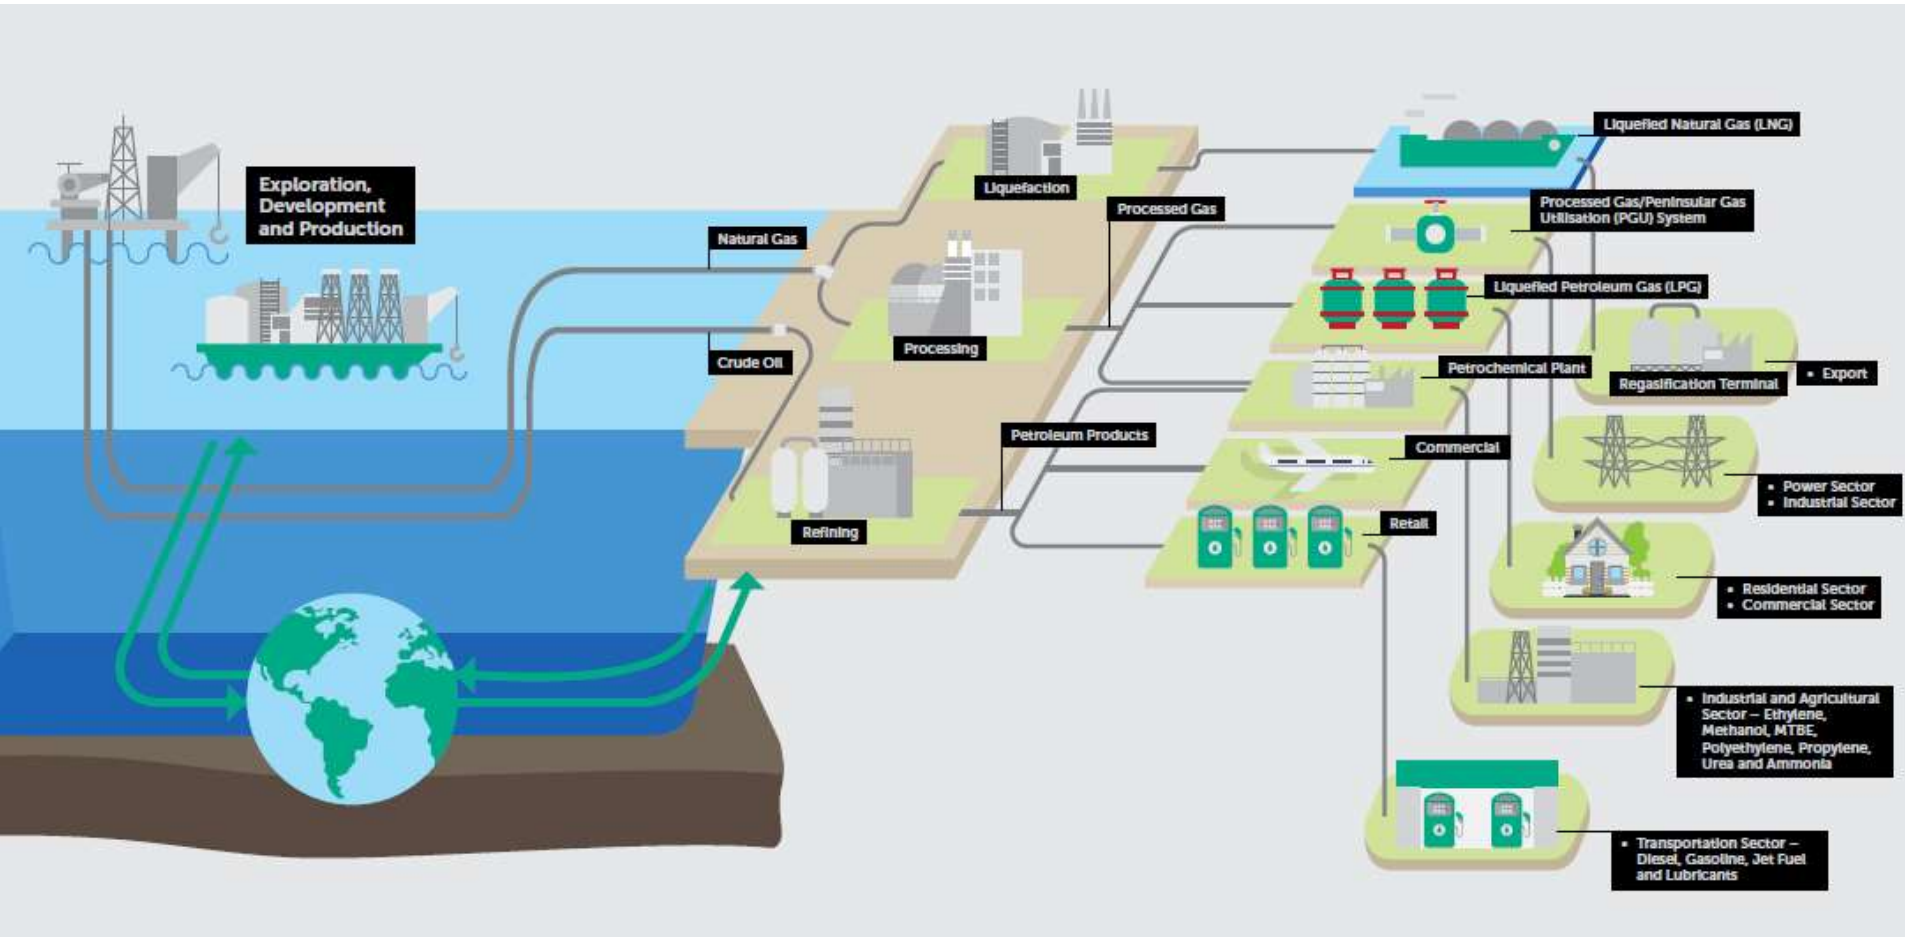 Exploration,
Development
and Production
Natural Gas
Crude Oil
Liquefaction
Processing
Refining
Processed Gas
Petroleum Products
Liquefied Natural Gas (LNG)
Processed Gas/Peninsular Gas
Utilisation (PGU) System
Liquefied Petroleum Gas (LPG)
Petrochemical Plant
Commercial
Retail
Regasification Terminal
▪ Export
▪ Power Sector
▪ Industrial Sector
▪ Residential Sector
▪ Commercial Sector
▪ Industrial and Agricultural
Sector – Ethylene,
Methanol, MTBE,
Polyethylene, Propylene,
Urea and Ammonia
▪ Transportation Sector –
Diesel, Gasoline, Jet Fuel
and Lubricants